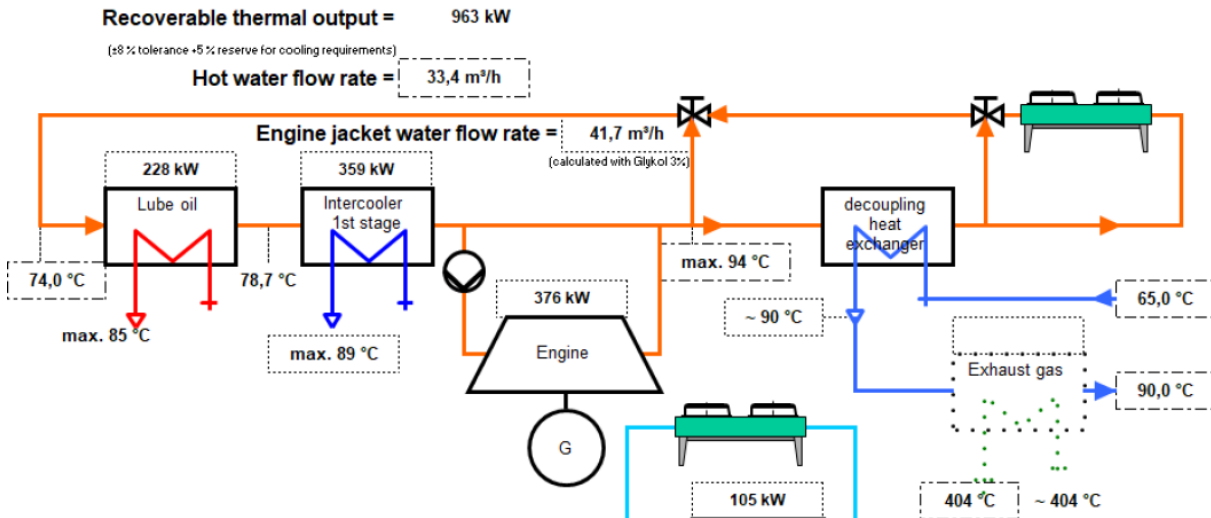 Recoverable thermal output = 963 kW
(±8 % tolerance +5 % reserve for cooling requirements)
Hot water flow rate = 33,4 m³/h
Engine jacket water flow rate = 41,7 m³/h
(calculated with Glykol 3%)
228 kW
359 kW
Lube oil
Intercooler
1st stage
decoupling
heat
exchanger
74,0 °C
78,7 °C
max. 94 °C
65,0 °C
max. 85 °C
max. 89 °C
376 kW
~ 90 °C
Engine
Exhaust gas
90,0 °C
G
105 kW
404 °C
~ 404 °C